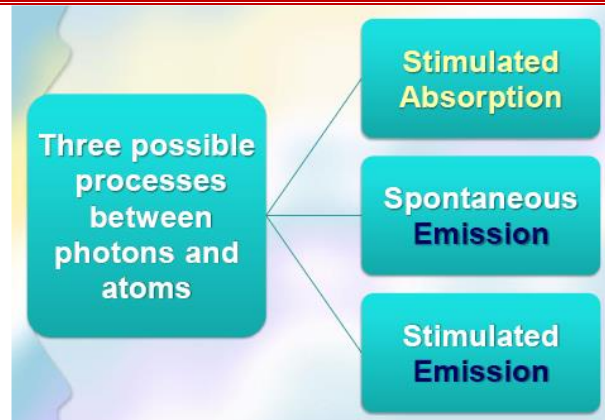 Three possible
processes
between
photons and
atoms
Stimulated
Absorption
Spontaneous
Emission
Stimulated
Emission